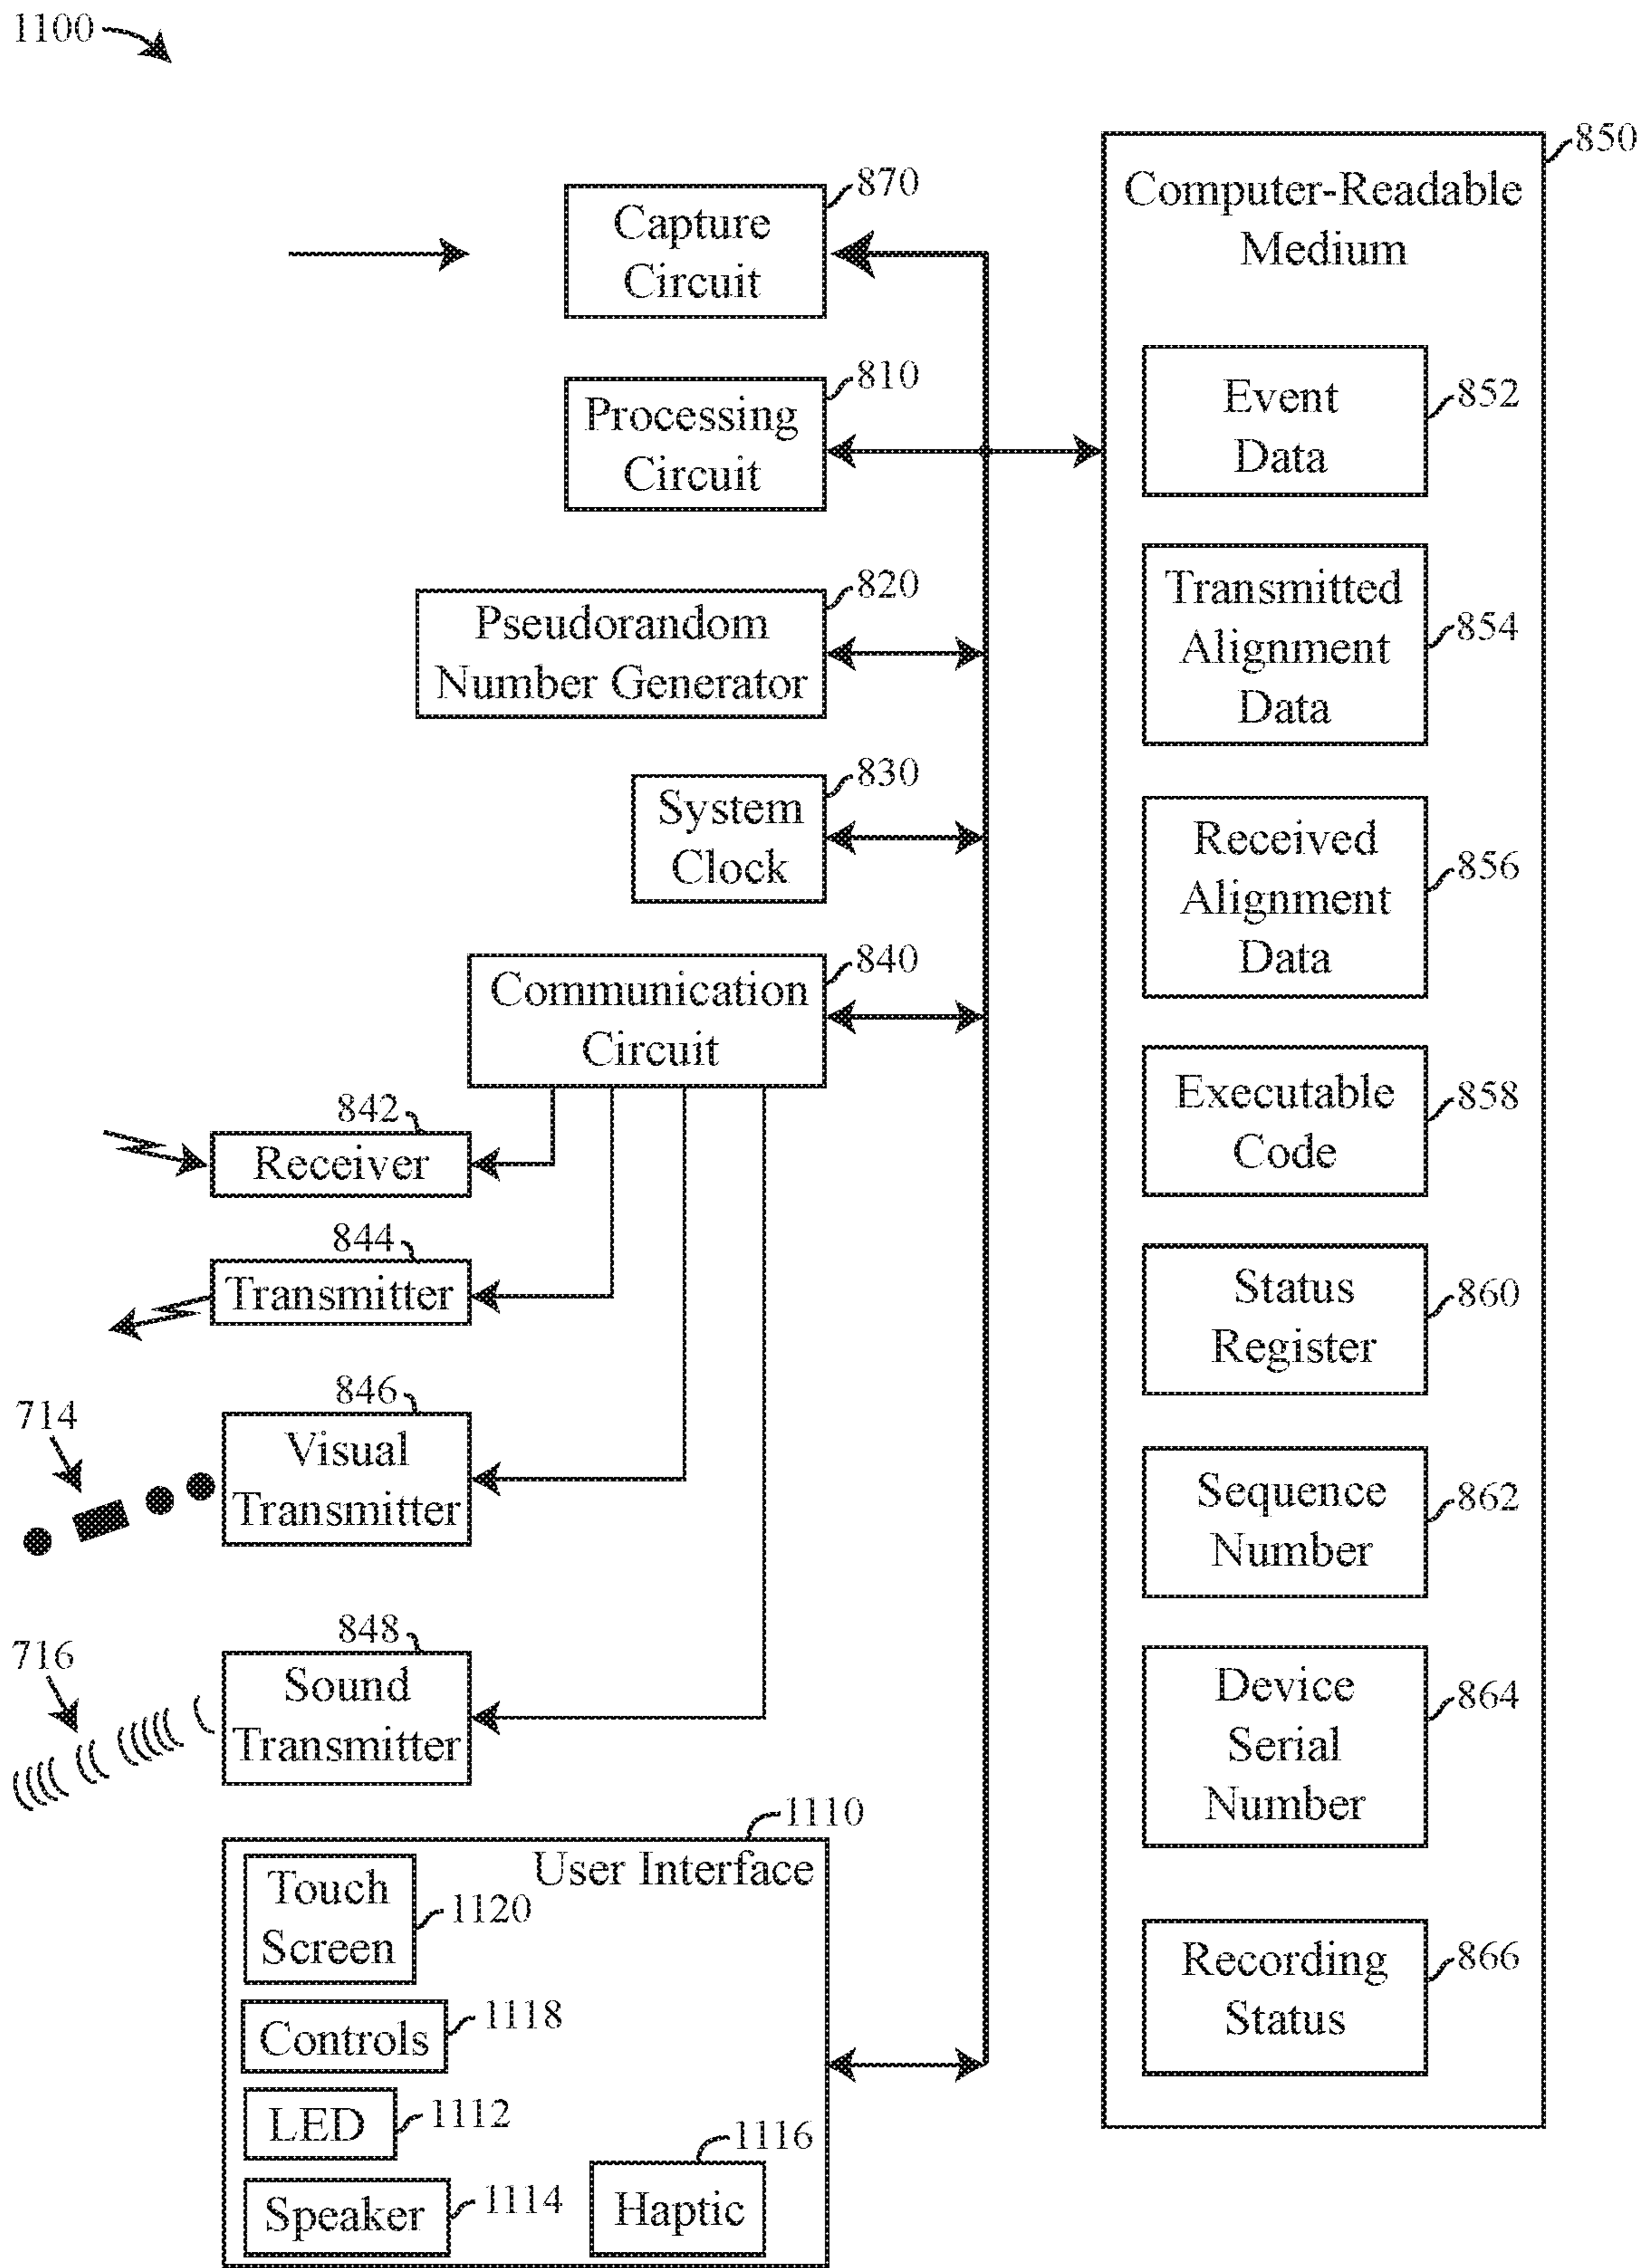 1100
870
Capture
Circuit
810
Processing
Circuit
820
Pseudorandom
Number Generator
830
System
Clock
840
Communication
Circuit
842
Receiver
844
Transmitter
846
714
Visual
Transmitter
848
716
Sound
Transmitter
1110
User Interface
Touch
Screen
1120
Controls
1118
LED
1112
Speaker
1114
1116
Haptic
850
Computer-Readable
Medium
Event
Data
852
Transmitted
Alignment
Data
854
Received
Alignment
Data
856
Executable
Code
858
Status
Register
860
Sequence
Number
862
Device
Serial
Number
864
Recording
Status
866